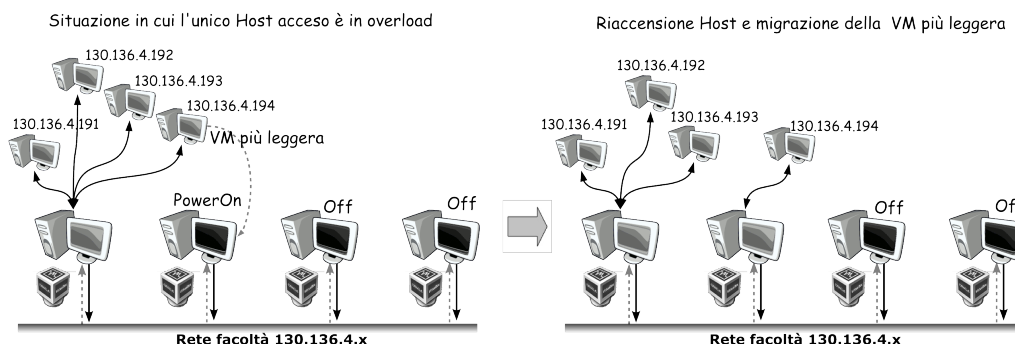 Situazione in cui l'unico Host acceso è in overload
130.136.4.192
130.136.4.193
130.136.4.194
130.136.4.191
VM più leggera
PowerOn
Off
Off
Rete facoltà 130.136.4.x
Riaccensione Host e migrazione della VM più leggera
130.136.4.192
130.136.4.193
130.136.4.191
130.136.4.194
Off
Of
Rete facoltà 130.136.4.x